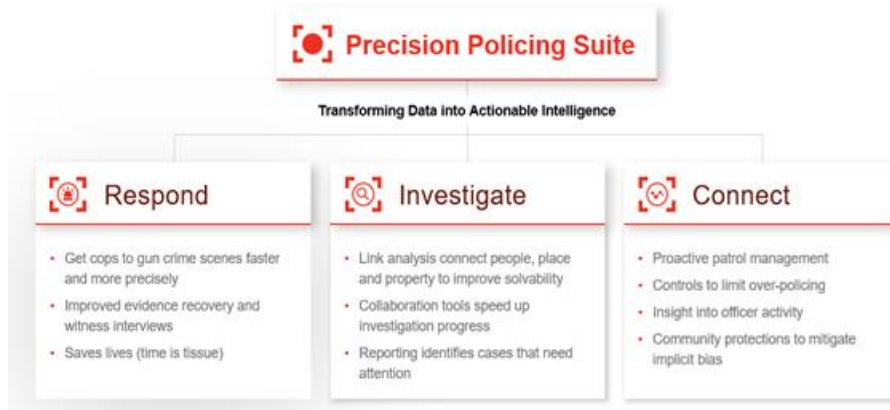 Precision Policing Suite
Transforming Data into Actionable Intelligence
Respond
• Get cops to gun crime scenes faster
and more precisely
• Improved evidence recovery and
witness interviews
• Saves lives (time is tissue)
Investigate
• Link analysis connect people, place
and property to improve solvability
• Collaboration tools speed up
investigation progress
• Reporting identifies cases that need
attention
Connect
• Proactive patrol management
• Controls to limit over-policing
• Insight into officer activity
• Community protections to mitigate
implicit bias